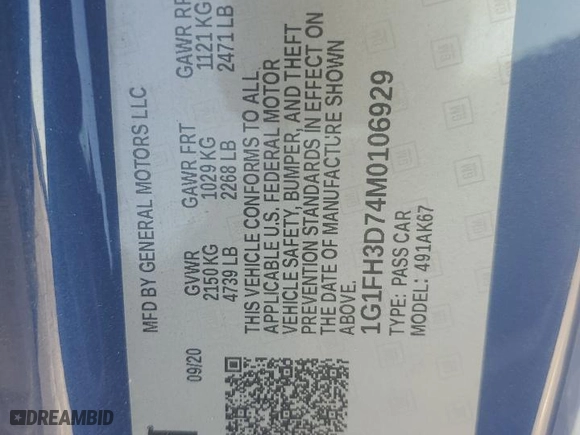 MFD BY GENERAL MOTORS LLC
GVWR GAWR FRT GAWR RR
2150 KG 1029 KG 1121 KG
4739 LB 2268 LB 2471 LB
THIS VEHICLE CONFORMS TO ALL
APPLICABLE U.S. FEDERAL MOTOR
VEHICLE SAFETY, BUMPER, AND THEFT
PREVENTION STANDARDS IN EFFECT ON
THE DATE OF MANUFACTURE SHOWN
ABOVE.
1G1FH3D74M0106929
TYPE: PASS CAR
MODEL: 491AK67
09/20
DREAMBID